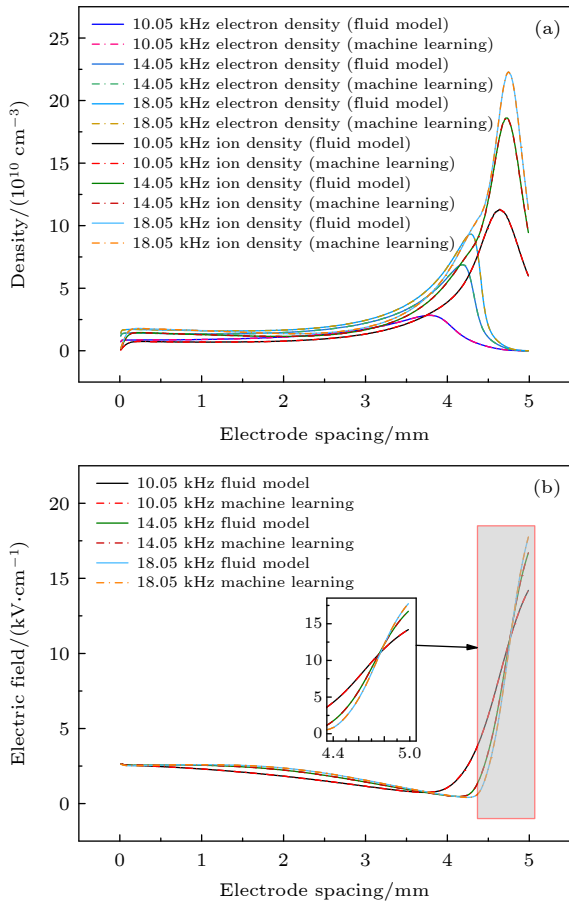 (a)
10.05 kHz electron density (fluid model)
10.05 kHz electron density (machine learning)
14.05 kHz electron density (fluid model)
14.05 kHz electron density (machine learning)
18.05 kHz electron density (fluid model)
18.05 kHz electron density (machine learning)
10.05 kHz ion density (fluid model)
10.05 kHz ion density (machine learning)
14.05 kHz ion density (fluid model)
14.05 kHz ion density (machine learning)
18.05 kHz ion density (fluid model)
18.05 kHz ion density (machine learning)
Density/(10¹⁰ cm⁻³)
25
20
15
10
5
0
0 1 2 3 4 5
Electrode spacing/mm
(b)
10.05 kHz fluid model
10.05 kHz machine learning
14.05 kHz fluid model
14.05 kHz machine learning
18.05 kHz fluid model
18.05 kHz machine learning
Electric field/(kV·cm⁻¹)
20
15
10
5
0
15
10
5
0
4.4 5.0
0 1 2 3 4 5
Electrode spacing/mm